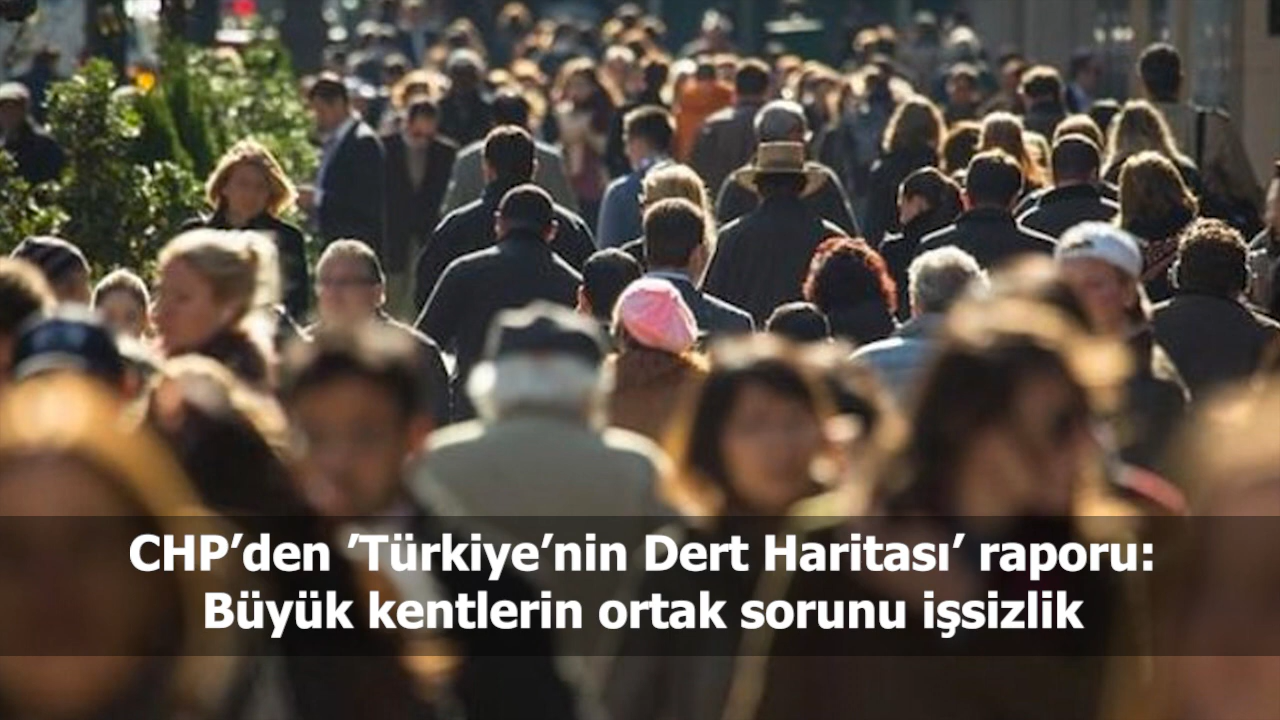 CHP’den ’Türkiye’nin Dert Haritası’ raporu:
Büyük kentlerin ortak sorunu işsizlik